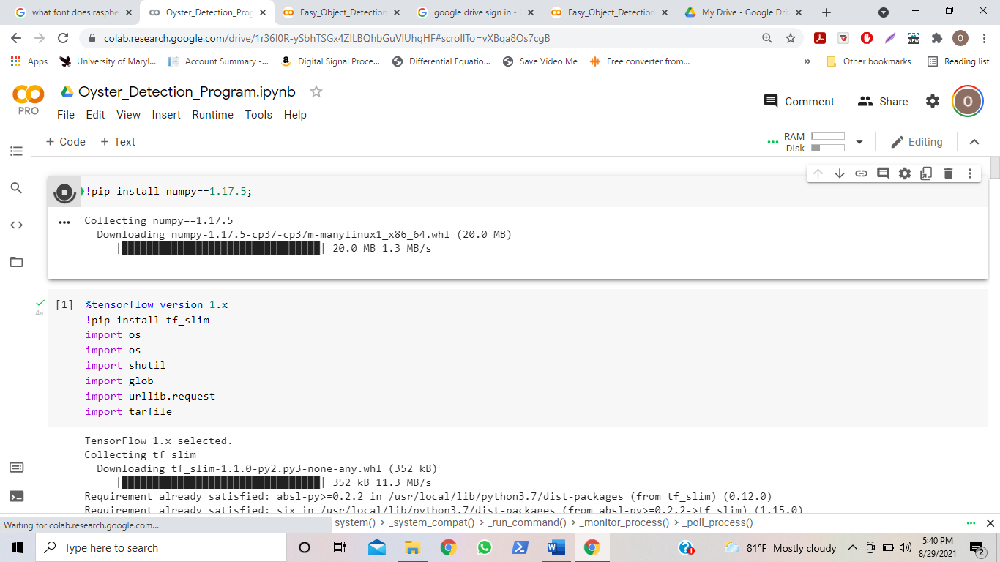 what font does raspbe
Oyster_Detection_Prog
Easy_Object_Detection
google drive sign in - G
Easy_Object_Detection
My Drive - Google Driv
colab.research.google.com/drive/1r36I0R-ySbhTSGx4ZILBQhbGuVlUhqHF#scrollTo=vXBqa8Os7cgB
NEW
O
Apps
University of Maryl...
Account Summary -...
Digital Signal Proce...
Differential Equatio...
Save Video Me
Free converter from...
»
Other bookmarks
Reading list
PRO
Oyster_Detection_Program.ipynb
Comment
Share
O
File Edit View Insert Runtime Tools Help
+ Code + Text
RAM
Disk
Editing
!pip install numpy==1.17.5;
Collecting numpy==1.17.5
Downloading numpy-1.17.5-cp37-cp37m-manylinux1_x86_64.whl (20.0 MB)
20.0 MB 1.3 MB/s
4s
[1] %tensorflow_version 1.x
!pip install tf_slim
import os
import os
import shutil
import glob
import urllib.request
import tarfile
TensorFlow 1.x selected.
Collecting tf_slim
Downloading tf_slim-1.1.0-py2.py3-none-any.whl (352 kB)
352 kB 11.3 MB/s
Requirement already satisfied: absl-py>=0.2.2 in /usr/local/lib/python3.7/dist-packages (from tf_slim) (0.12.0)
Requirement already satisfied: six in /usr/local/lib/python3.7/dist-packages (from absl-py>=0.2.2->tf_slim) (1.15.0)
Waiting for colab.research.google.com...
system() > _system_compat() > _run_command() > _monitor_process() > _poll_process()
Type here to search
81°F Mostly cloudy
5:40 PM
8/29/2021
2